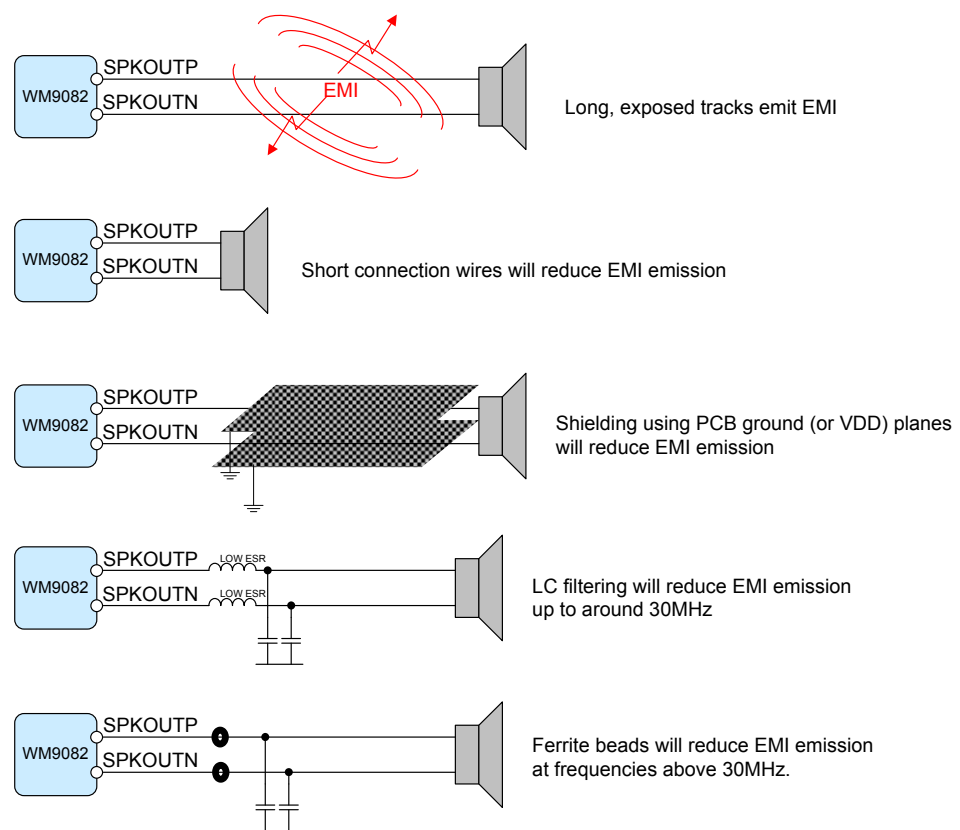 SPKOUTP
WM9082
SPKOUTN
EMI
Long, exposed tracks emit EMI
SPKOUTP
WM9082
SPKOUTN
Short connection wires will reduce EMI emission
SPKOUTP
WM9082
SPKOUTN
Shielding using PCB ground (or VDD) planes
will reduce EMI emission
SPKOUTP
LOW ESR
WM9082
SPKOUTN
LOW ESR
LC filtering will reduce EMI emission
up to around 30MHz
SPKOUTP
WM9082
SPKOUTN
Ferrite beads will reduce EMI emission
at frequencies above 30MHz.